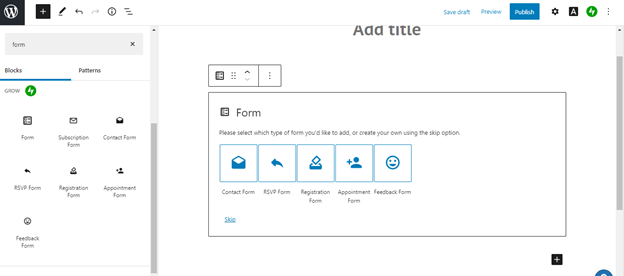 Save draft
Preview
Publish
A
form
Add title
Blocks
Patterns
GROW
Form
Subscription
Form
Contact Form
RSVP Form
Registration
Form
Appointment
Form
Feedback
Form
Form
Please select which type of form you'd like to add, or create your own using the skip option.
Contact Form
RSVP Form
Registration
Form
Appointment
Form
Feedback Form
Skip